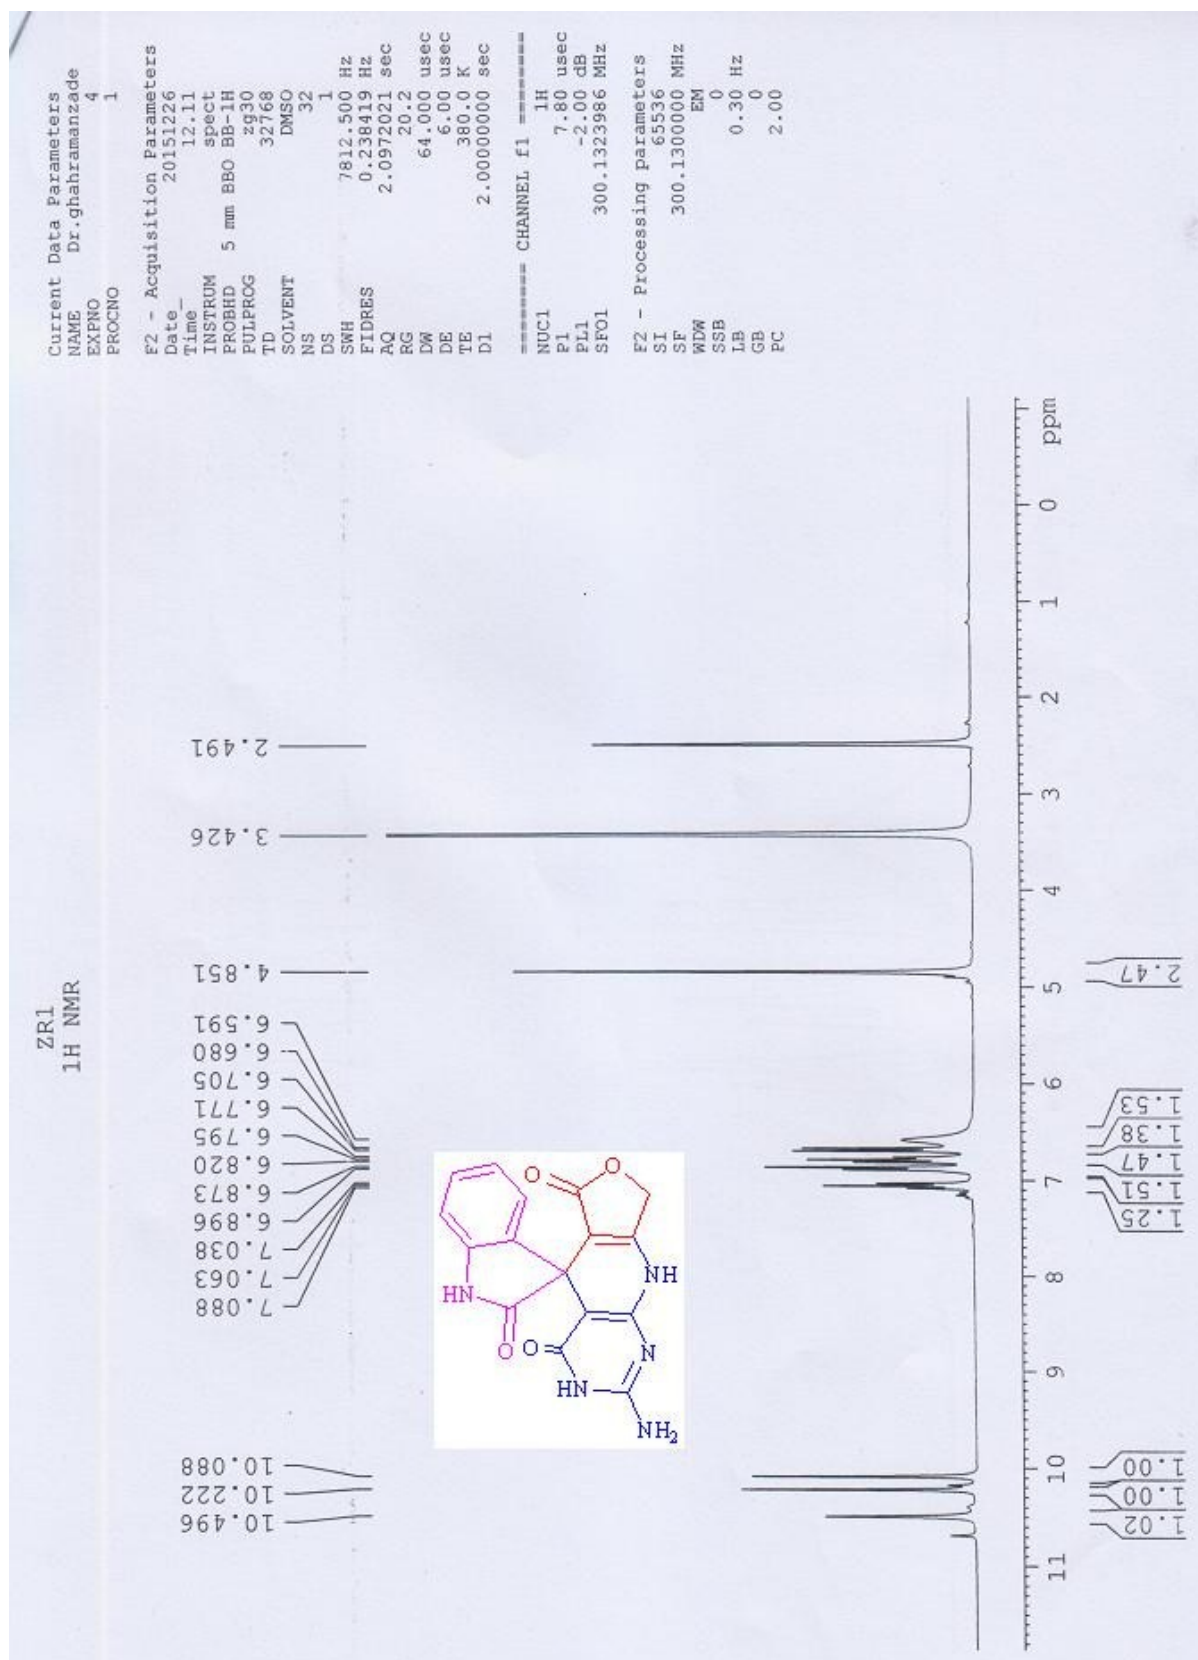 ZR1
1H NMR
Current Data Parameters
NAME Dr.ghahramanzade
EXPNO 4
PROCNO 1
F2 - Acquisition Parameters
Date_ 20151226
Time 12.11
INSTRUM spect
PROBHD 5 mm BBO BB-1H
PULPROG zg30
TD 32768
SOLVENT DMSO
NS 32
DS 1
SWH 7812.500 Hz
FIDRES 0.238419 Hz
AQ 2.0972021 sec
RG 20.2
DW 64.000 usec
DE 6.00 usec
TE 380.0 K
D1 2.00000000 sec
======== CHANNEL f1 ========
NUC1 1H
P1 7.80 usec
PL1 -2.00 dB
SFO1 300.1323986 MHz
F2 - Processing parameters
SI 65536
SF 300.1300000 MHz
WDW EM
SSB 0
LB 0.30 Hz
GB 0
PC 2.00
10.496
10.222
10.088
7.088
7.063
7.038
6.896
6.873
6.820
6.795
6.771
6.705
6.680
6.591
4.851
3.426
2.491
O
O
HN
O
O
NH
HN
N
NH2
11 10 9 8 7 6 5 4 3 2 1 0 ppm
1.02
1.00
1.00
1.25
1.51
1.47
1.38
1.53
2.47